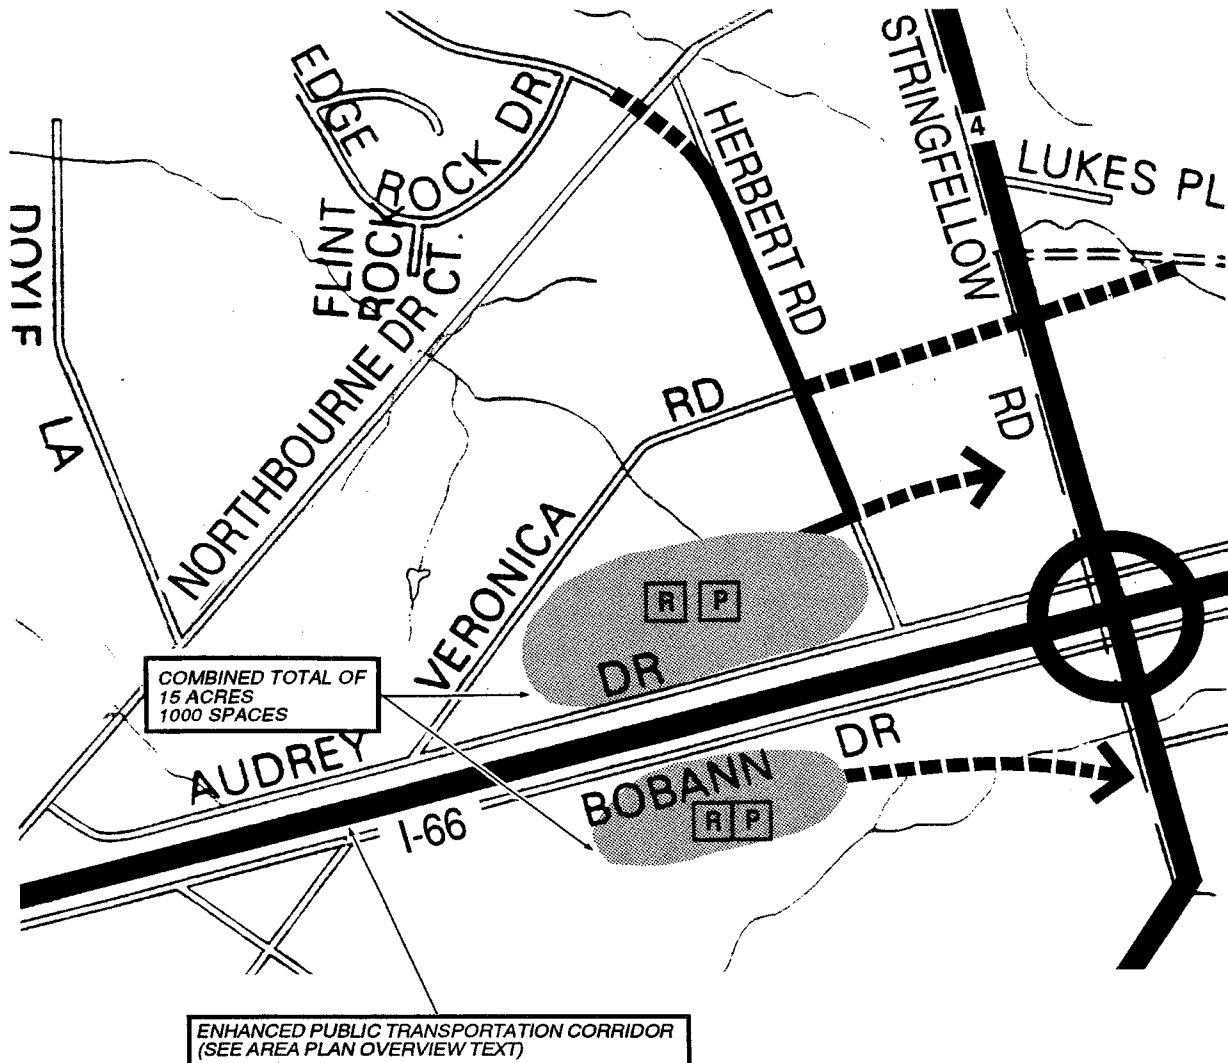 EDGE
ROCK DR
FLINT
ROCK
CT.
STRINGFELLOW
RD
4
LUKES PL
HERBERT RD
LA
NORTHBOURNE DR
VERONICA
RD
R P
COMBINED TOTAL OF
15 ACRES
1000 SPACES
AUDREY
DR
BOBANN
DR
R P
I-66
ENHANCED PUBLIC TRANSPORTATION CORRIDOR
(SEE AREA PLAN OVERVIEW TEXT)